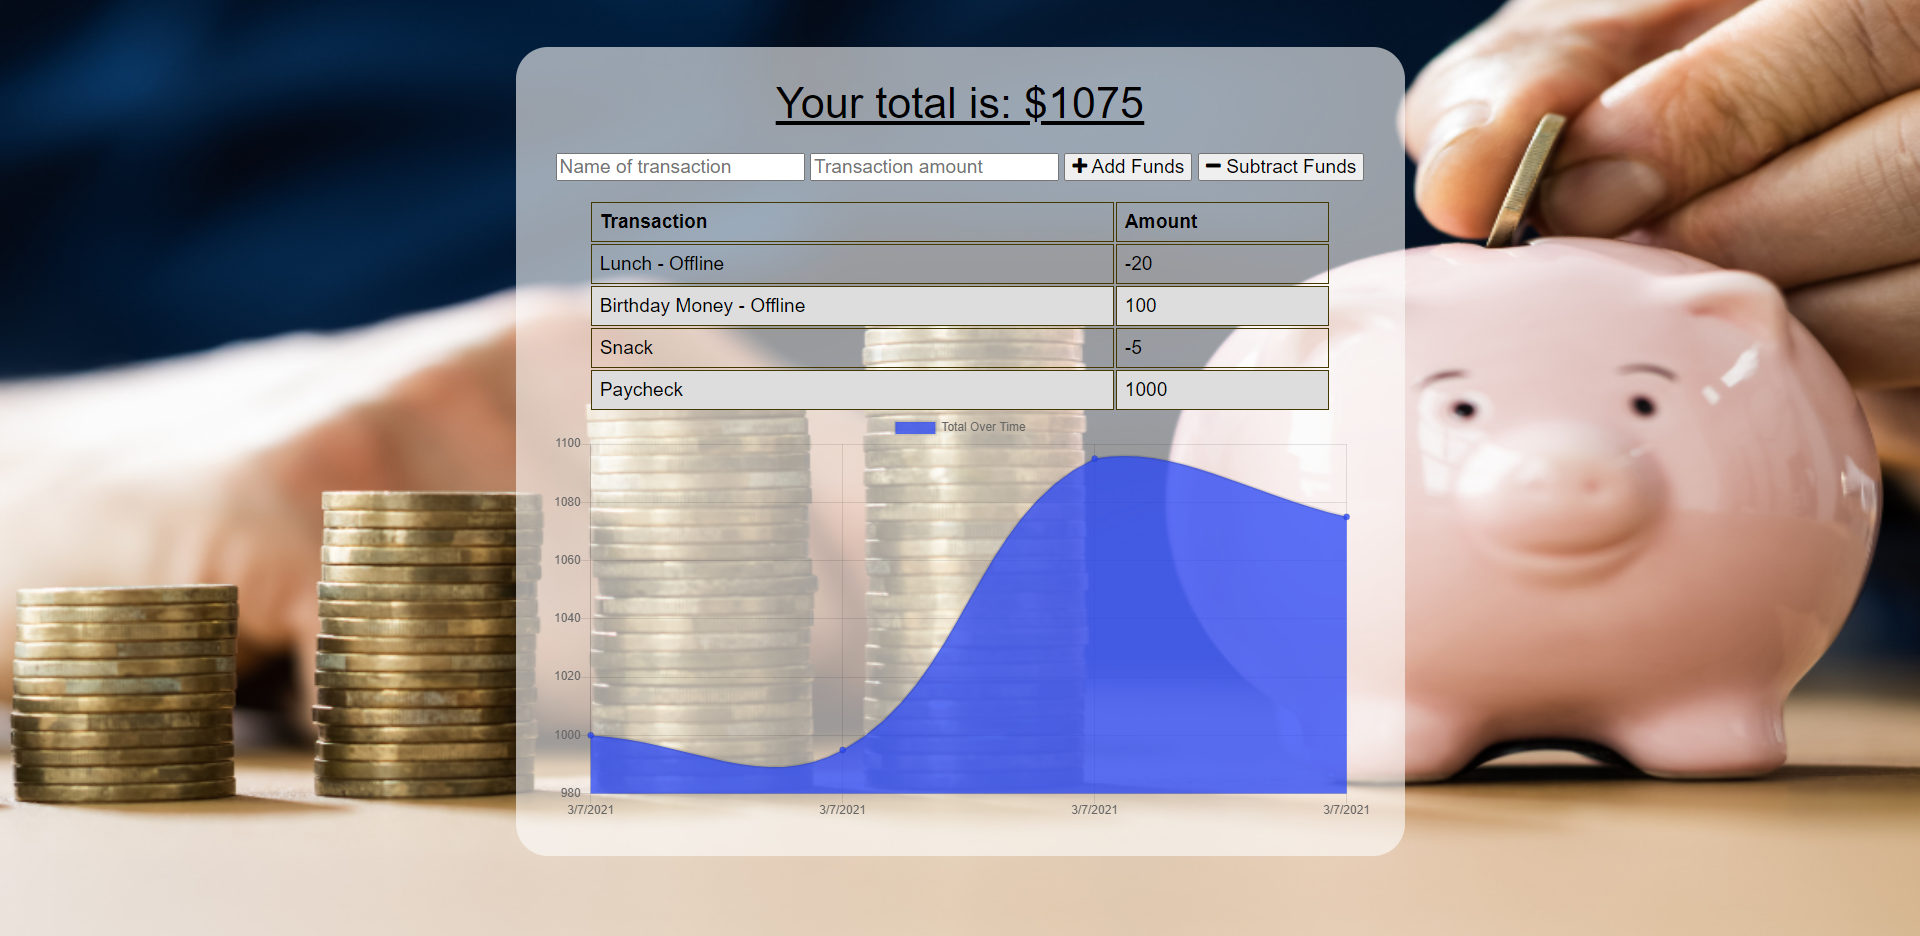 Your total is: $1075
Name of transaction Transaction amount Add Funds Subtract Funds
Transaction Amount
Lunch - Offline -20
Birthday Money - Offline 100
Snack -5
Paycheck 1000
Total Over Time
1100
1080
1060
1040
1020
1000
980
3/7/2021 3/7/2021 3/7/2021 3/7/2021